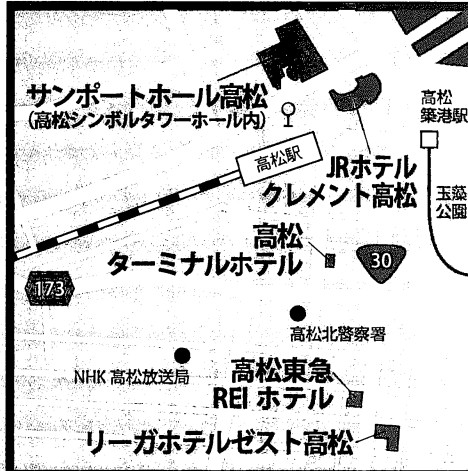 サンポートホール高松
(高松シンボルタワーホール内)
高松
築港駅
高松駅
JRホテル
クレメント高松
玉藻
公園
高松
ターミナルホテル
30
173
高松北警察署
NHK 高松放送局
高松東急
REI ホテル
リーガホテルゼスト高松